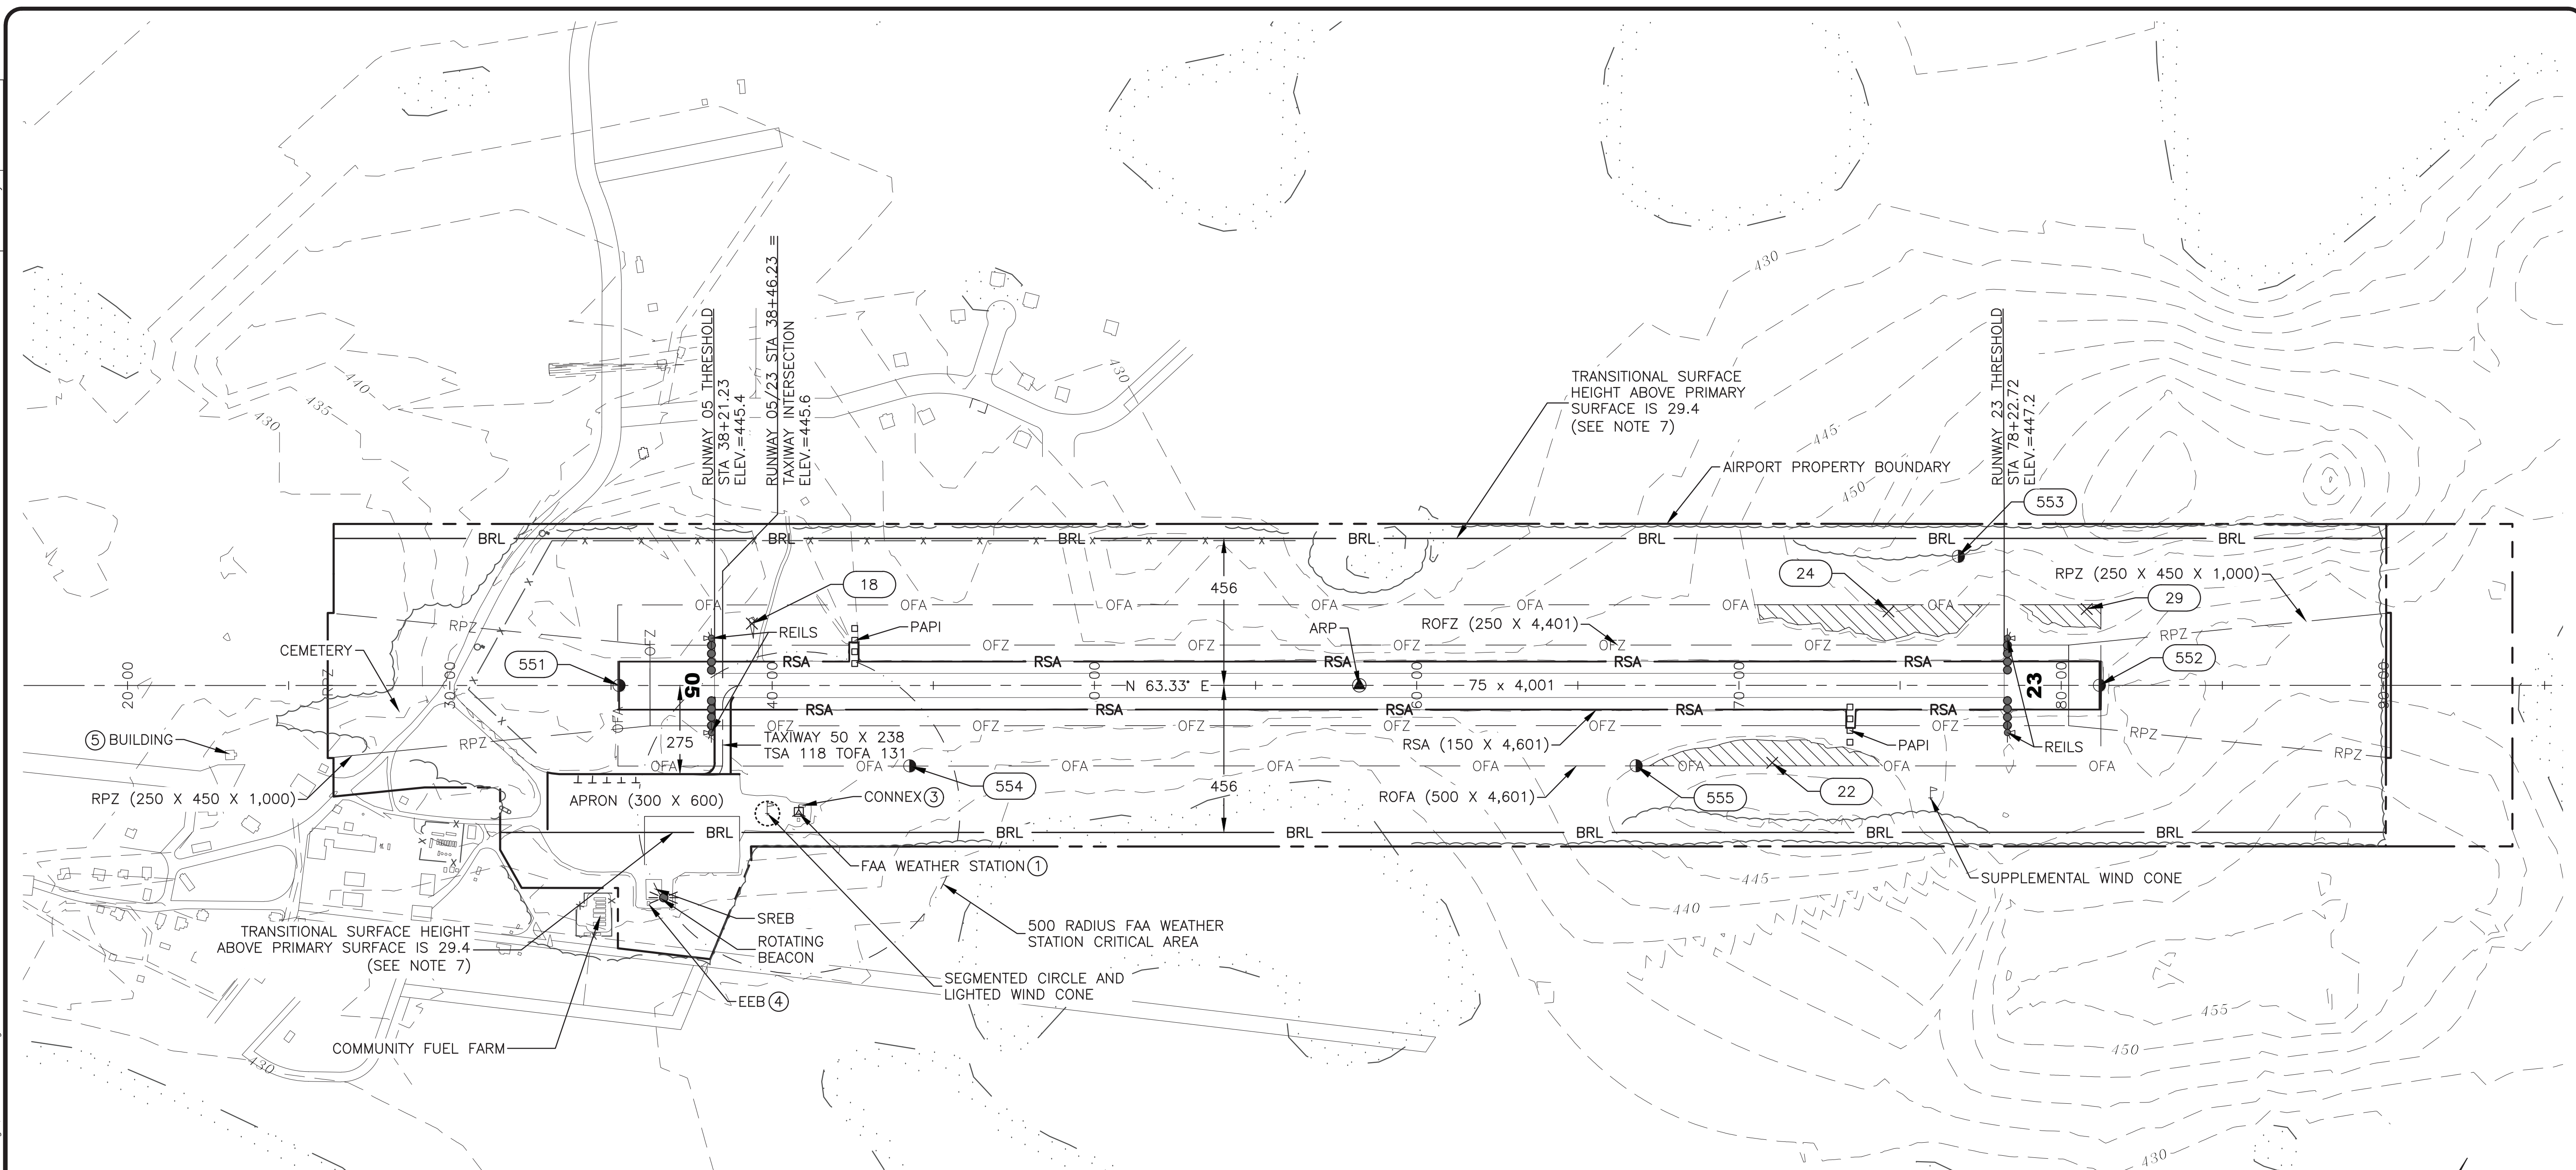 430
430
440
435
430
RUNWAY 05 THRESHOLD
STA 38+21.23
ELEV.=445.4
RUNWAY 05/23 STA 38+46.23 =
TAXIWAY INTERSECTION
ELEV.=445.6
TRANSITIONAL SURFACE
HEIGHT ABOVE PRIMARY
SURFACE IS 29.4
(SEE NOTE 7)
445
450
AIRPORT PROPERTY BOUNDARY
RUNWAY 23 THRESHOLD
STA 78+22.72
ELEV.=447.2
553
BRL
BRL
BRL
BRL
BRL
BRL
BRL
18
456
24
RPZ (250 X 450 X 1,000)
29
OFA
OFA
OFA
OFA
OFA
OFA
OFA
RPZ
OFZ
REILS
PAPI
ARP
ROFZ (250 X 4,401)
OFZ
OFZ
OFZ
OFZ
OFZ
RPZ
CEMETERY
551
RSA
RSA
RSA
RSA
RSA
552
20+00
RPZ
30+00
05
40+00
50+00
N 63.33° E
60+00
75 x 4,001
70+00
23
80+00
90+00
OFA
RSA
RSA
RSA
RSA
RSA
OFZ
OFZ
OFZ
OFZ
OFZ
OFZ
⑤ BUILDING
RPZ
275
TAXIWAY 50 X 238
TSA 118 TOFA 131
RSA (150 X 4,601)
PAPI
REILS
RPZ
RPZ
OFA
OFA
OFA
OFA
OFA
OFA
OFA
OFA
RPZ (250 X 450 X 1,000)
APRON (300 X 600)
554
CONNEX ③
456
ROFA (500 X 4,601)
555
22
BRL
BRL
BRL
BRL
BRL
BRL
FAA WEATHER STATION ①
445
SUPPLEMENTAL WIND CONE
440
TRANSITIONAL SURFACE HEIGHT
ABOVE PRIMARY SURFACE IS 29.4
(SEE NOTE 7)
SREB
ROTATING
BEACON
500 RADIUS FAA WEATHER
STATION CRITICAL AREA
SEGMENTED CIRCLE AND
LIGHTED WIND CONE
EEB ④
455
COMMUNITY FUEL FARM
450
430
430